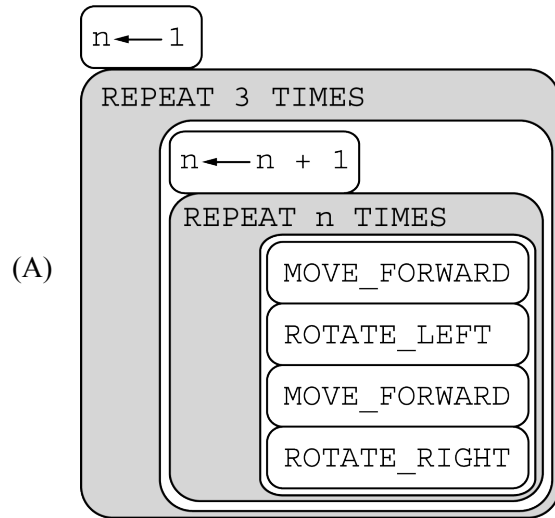 n ← 1
REPEAT 3 TIMES
n ← n + 1
REPEAT n TIMES
(A)
MOVE_FORWARD
ROTATE_LEFT
MOVE_FORWARD
ROTATE_RIGHT